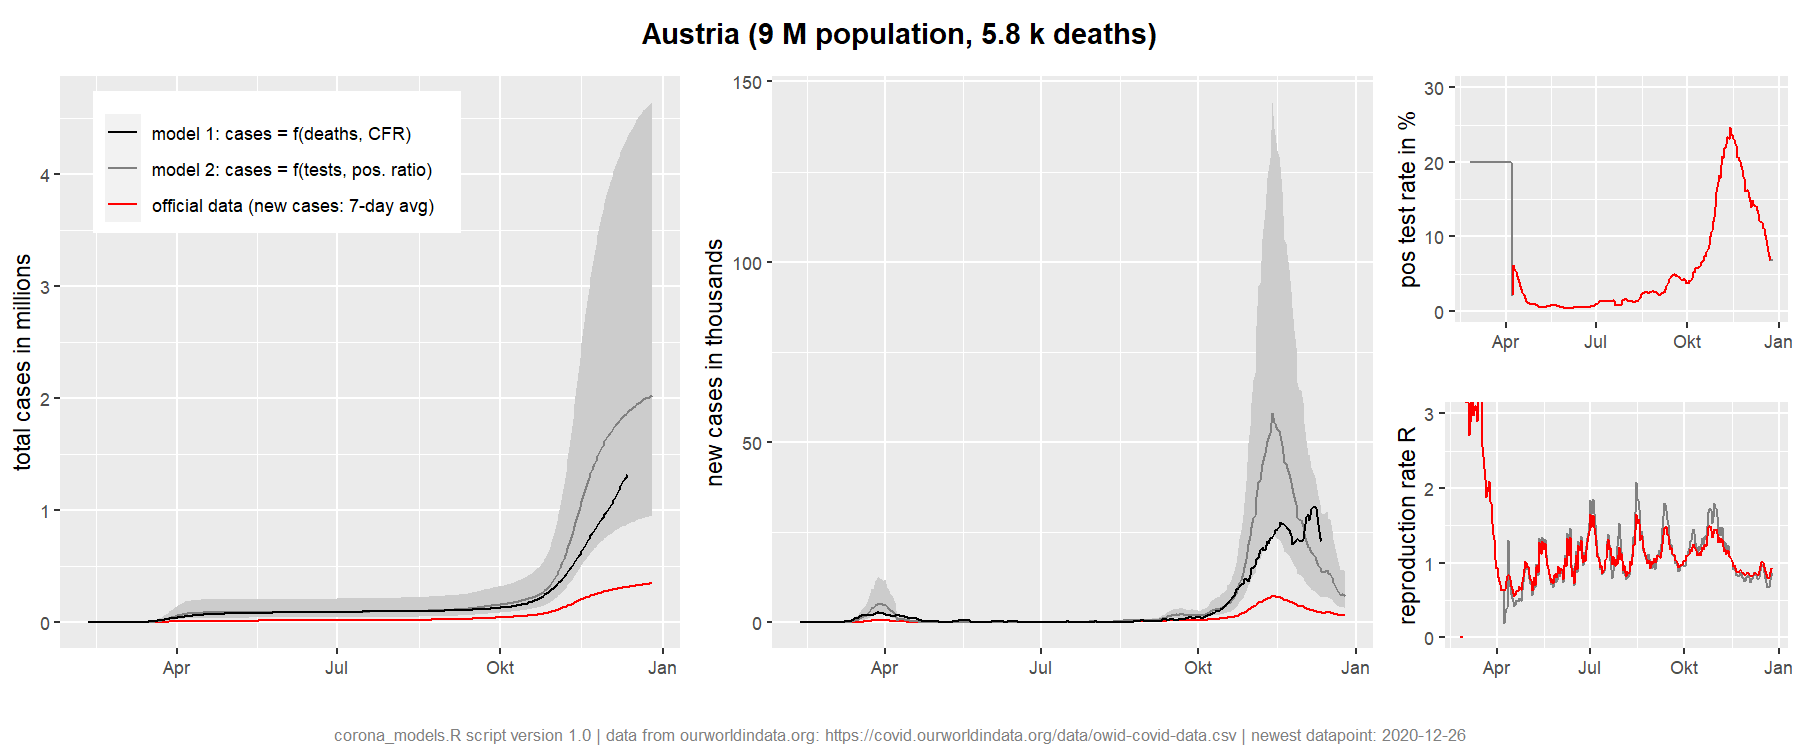 Austria (9 M population, 5.8 k deaths)
total cases in millions
4
3
2
1
0
Apr
Jul
Okt
Jan
model 1: cases = f(deaths, CFR)
model 2: cases = f(tests, pos. ratio)
official data (new cases: 7-day avg)
new cases in thousands
150
100
50
0
Apr
Jul
Okt
Jan
pos test rate in %
30
20
10
0
Apr
Jul
Okt
Jan
reproduction rate R
3
2
1
0
Apr
Jul
Okt
Jan
corona_models.R script version 1.0 | data from ourworldindata.org: https://covid.ourworldindata.org/data/owid-covid-data.csv | newest datapoint: 2020-12-26